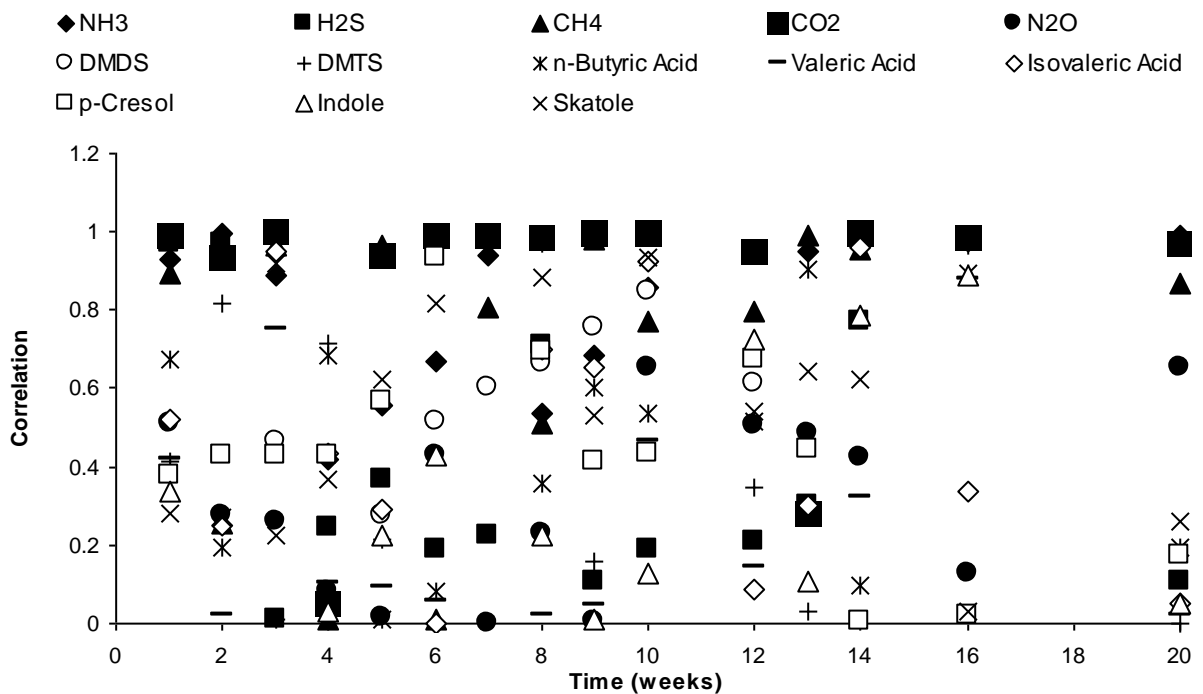 NH3 H2S CH4 CO2 N2O
DMDS DMTS n-Butyric Acid Valeric Acid Isovaleric Acid
p-Cresol Indole Skatole
1.2
1
0.8
0.6
0.4
0.2
0
Correlation
0 2 4 6 8 10 12 14 16 18 20
Time (weeks)